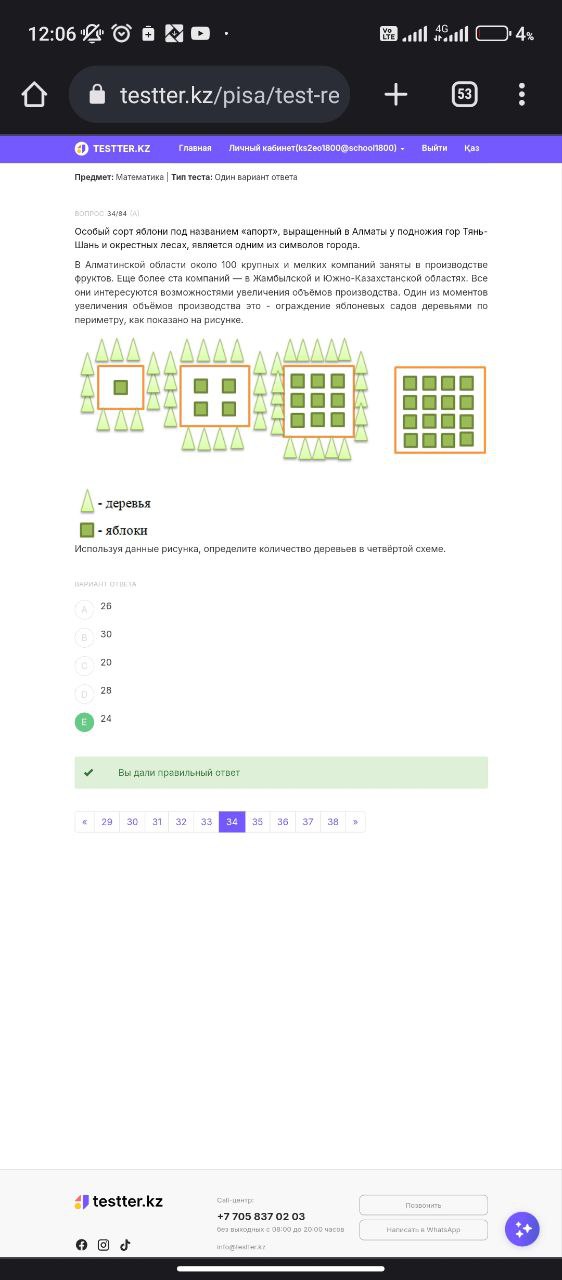 12:06
Vo LTE
4G
4%
testter.kz/pisa/test-re
53
TESTTER.KZ Главная Личный кабинет(ks2eo1800@school1800) Выйти Қаз
Предмет: Математика | Тип теста: Один вариант ответа
ВОПРОС 34/84 (A)
Особый сорт яблони под названием «апорт», выращенный в Алматы у подножия гор Тянь-
Шань и окрестных лесах, является одним из символов города.
В Алматинской области около 100 крупных и мелких компаний заняты в производстве
фруктов. Еще более ста компаний — в Жамбылской и Южно-Казахстанской областях. Все
они интересуются возможностями увеличения объёмов производства. Один из моментов
увеличения объёмов производства это - ограждение яблоневых садов деревьями по
периметру, как показано на рисунке.
- деревья
- яблоки
Используя данные рисунка, определите количество деревьев в четвёртой схеме.
ВАРИАНТ ОТВЕТА
A 26
B 30
C 20
D 28
E 24
Вы дали правильный ответ
« 29 30 31 32 33 34 35 36 37 38 »
testter.kz
Call-центр:
+7 705 837 02 03
без выходных с 08:00 до 20:00 часов
info@testter.kz
Позвонить
Написать в WhatsApp